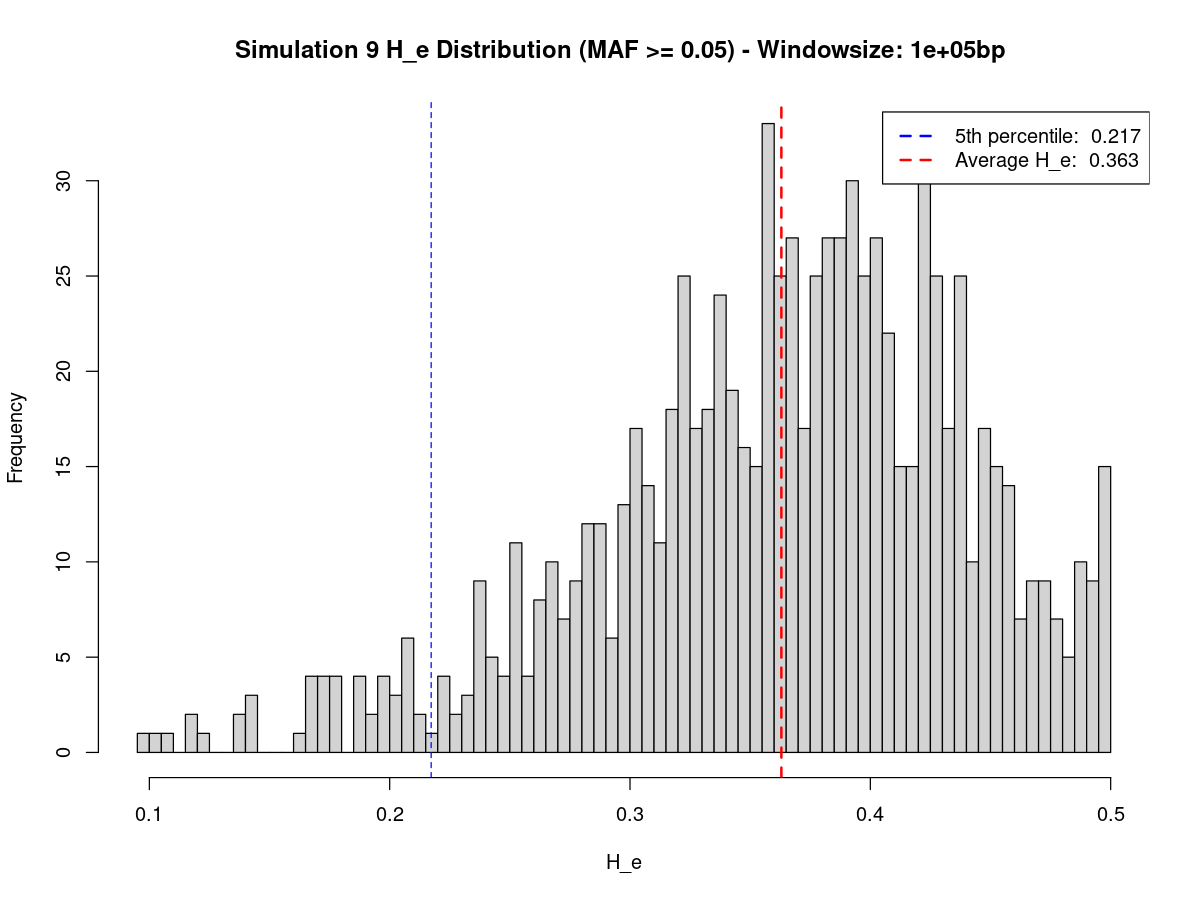 Simulation 9 H_e Distribution (MAF >= 0.05) - Windowsize: 1e+05bp
5th percentile:  0.217
Average H_e:  0.363
Frequency
30
25
20
15
10
5
0
0.1 0.2 0.3 0.4 0.5
H_e